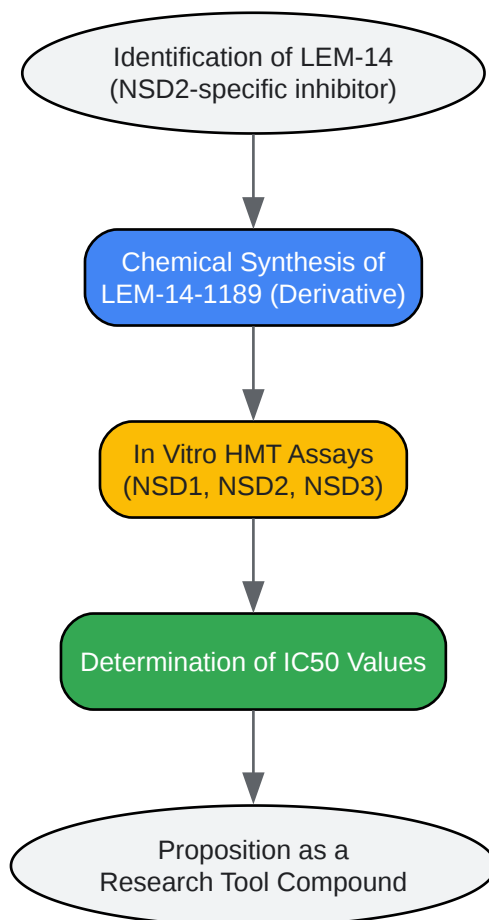 Identification of LEM-14
(NSD2-specific inhibitor)
Chemical Synthesis of
LEM-14-1189 (Derivative)
In Vitro HMT Assays
(NSD1, NSD2, NSD3)
Determination of IC50 Values
Proposition as a
Research Tool Compound